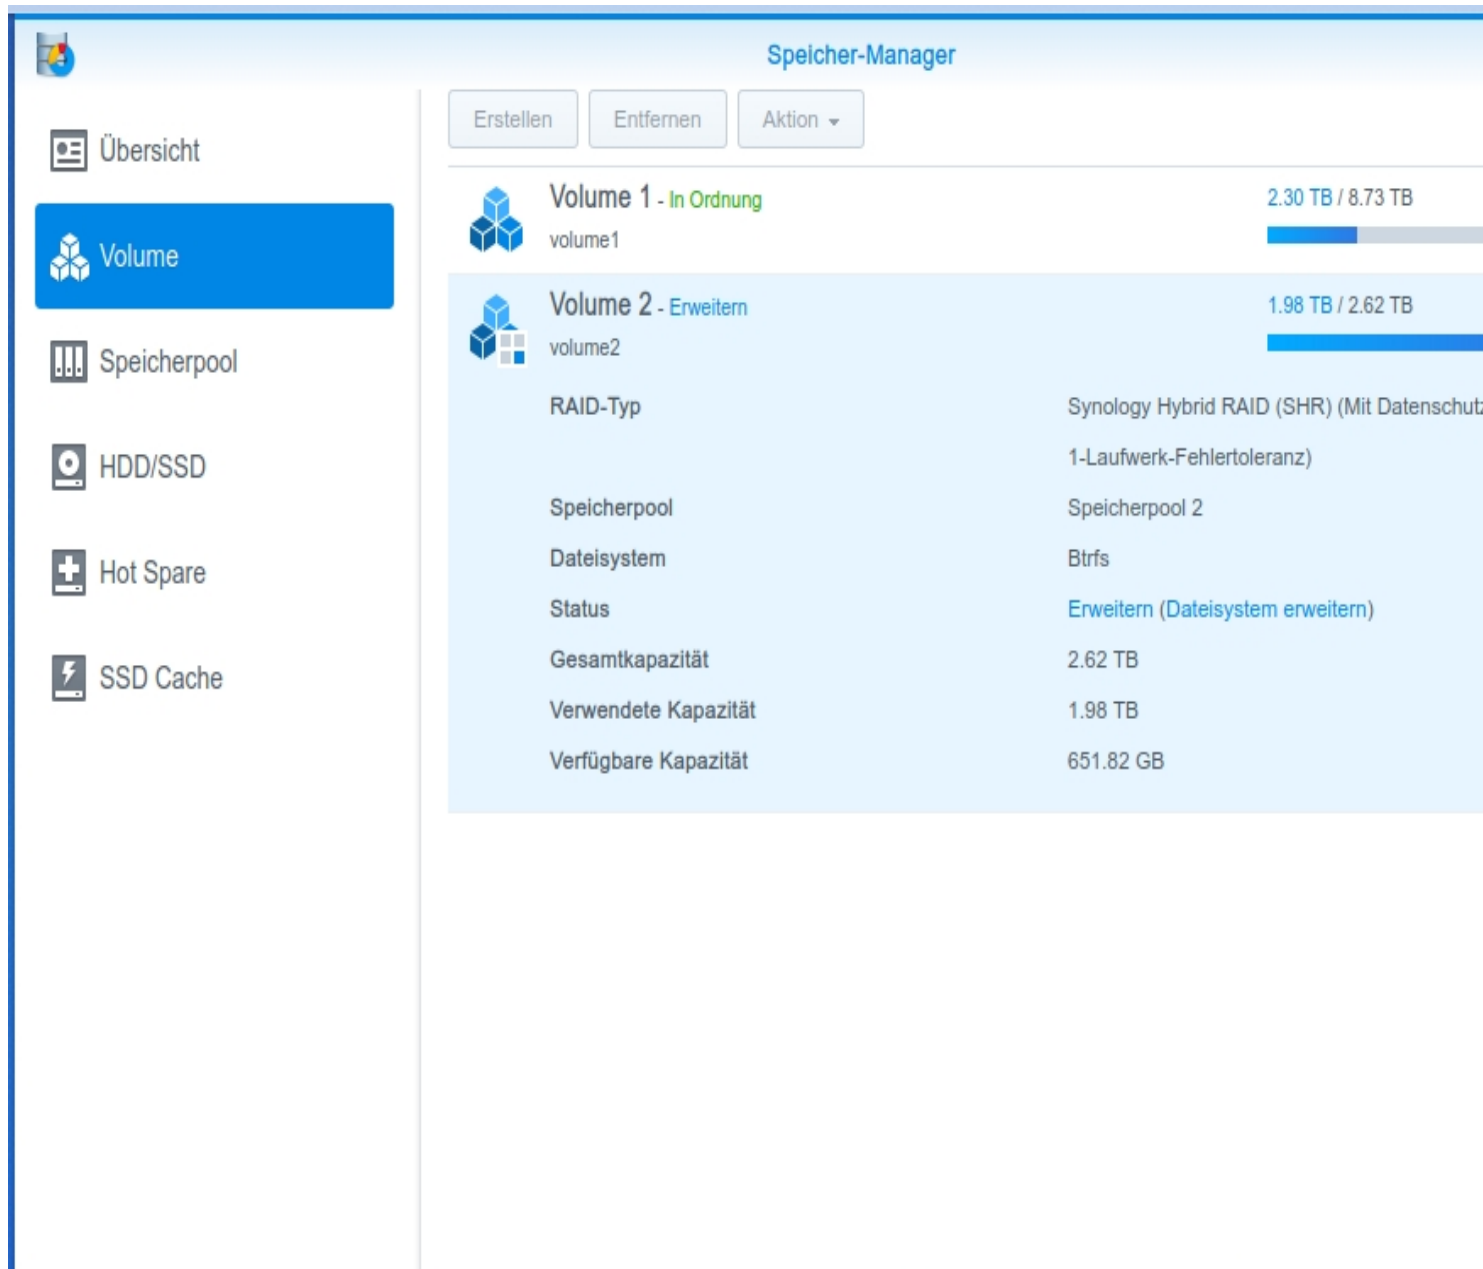 Speicher-Manager
Übersicht
Volume
Speicherpool
HDD/SSD
Hot Spare
SSD Cache
Erstellen Entfernen Aktion
Volume 1 - In Ordnung 2.30 TB / 8.73 TB
volume1
Volume 2 - Erweitern 1.98 TB / 2.62 TB
volume2
RAID-Typ Synology Hybrid RAID (SHR) (Mit Datenschutz
1-Laufwerk-Fehlertoleranz)
Speicherpool Speicherpool 2
Dateisystem Btrfs
Status Erweitern (Dateisystem erweitern)
Gesamtkapazität 2.62 TB
Verwendete Kapazität 1.98 TB
Verfügbare Kapazität 651.82 GB